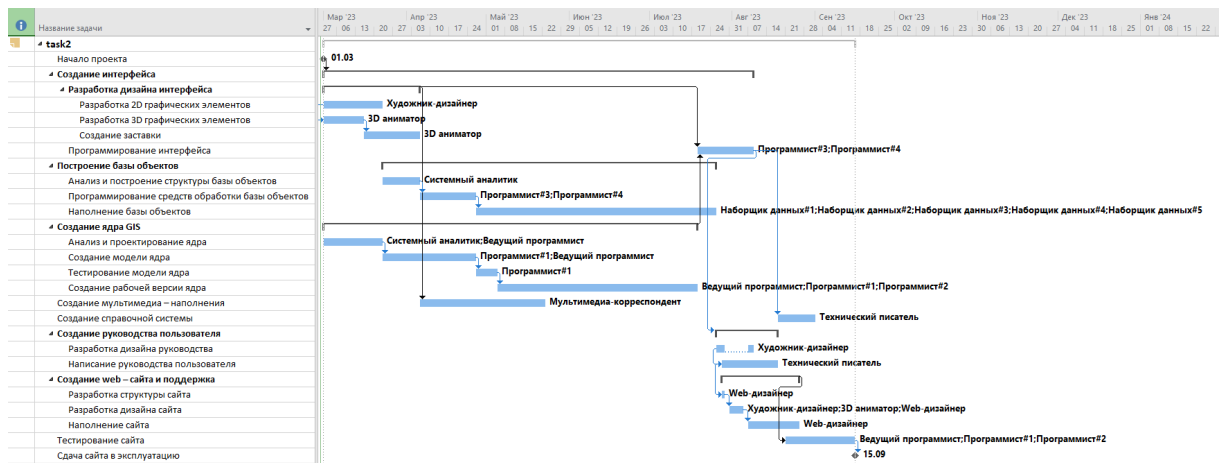 Название задачи
Мар '23 Апр '23 Май '23 Июн '23 Июл '23 Авг '23 Сен '23 Окт '23 Ноя '23 Дек '23 Янв '24
27 06 13 20 27 03 10 17 24 01 08 15 22 29 05 12 19 26 03 10 17 24 31 07 14 21 28 04 11 18 25 02 09 16 23 30 06 13 20 27 04 11 18 25 01 08 15 22
task2
Начало проекта 01.03
Создание интерфейса
Разработка дизайна интерфейса
Разработка 2D графических элементов Художник-дизайнер
Разработка 3D графических элементов 3D аниматор
Создание заставки 3D аниматор
Программирование интерфейса Программист#3;Программист#4
Построение базы объектов
Анализ и построение структуры базы объектов Системный аналитик
Программирование средств обработки базы объектов Программист#3;Программист#4
Наполнение базы объектов Наборщик данных#1;Наборщик данных#2;Наборщик данных#3;Наборщик данных#4;Наборщик данных#5
Создание ядра GIS
Анализ и проектирование ядра Системный аналитик;Ведущий программист
Создание модели ядра Программист#1;Ведущий программист
Тестирование модели ядра Программист#1
Создание рабочей версии ядра Ведущий программист;Программист#1;Программист#2
Создание мультимедиа – наполнения Мультимедиа-корреспондент
Создание справочной системы Технический писатель
Создание руководства пользователя
Разработка дизайна руководства Художник-дизайнер
Написание руководства пользователя Технический писатель
Создание web – сайта и поддержка
Разработка структуры сайта Web-дизайнер
Разработка дизайна сайта Художник-дизайнер;3D аниматор;Web-дизайнер
Наполнение сайта Web-дизайнер
Тестирование сайта Ведущий программист;Программист#1;Программист#2
Сдача сайта в эксплуатацию 15.09